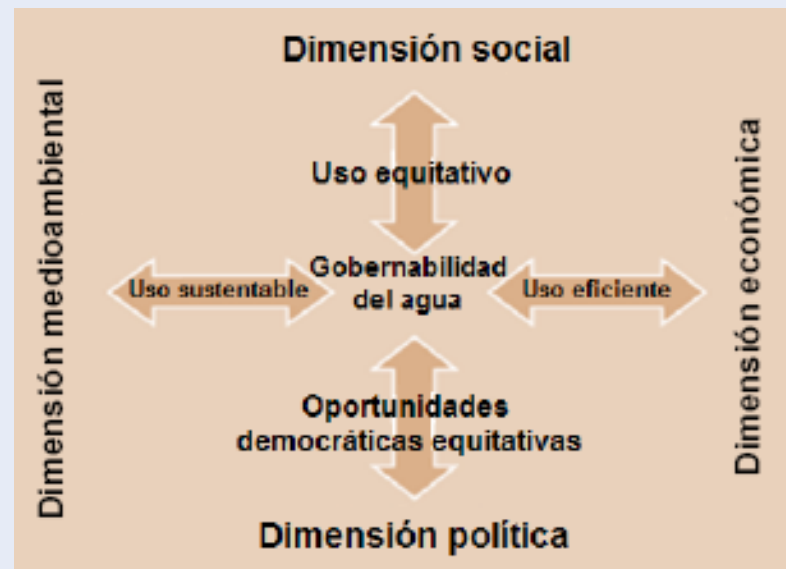 Dimensión social
Dimensión medioambiental
Uso equitativo
Uso sustentable
Gobernabilidad
del agua
Uso eficiente
Dimensión económica
Oportunidades
democráticas equitativas
Dimensión política